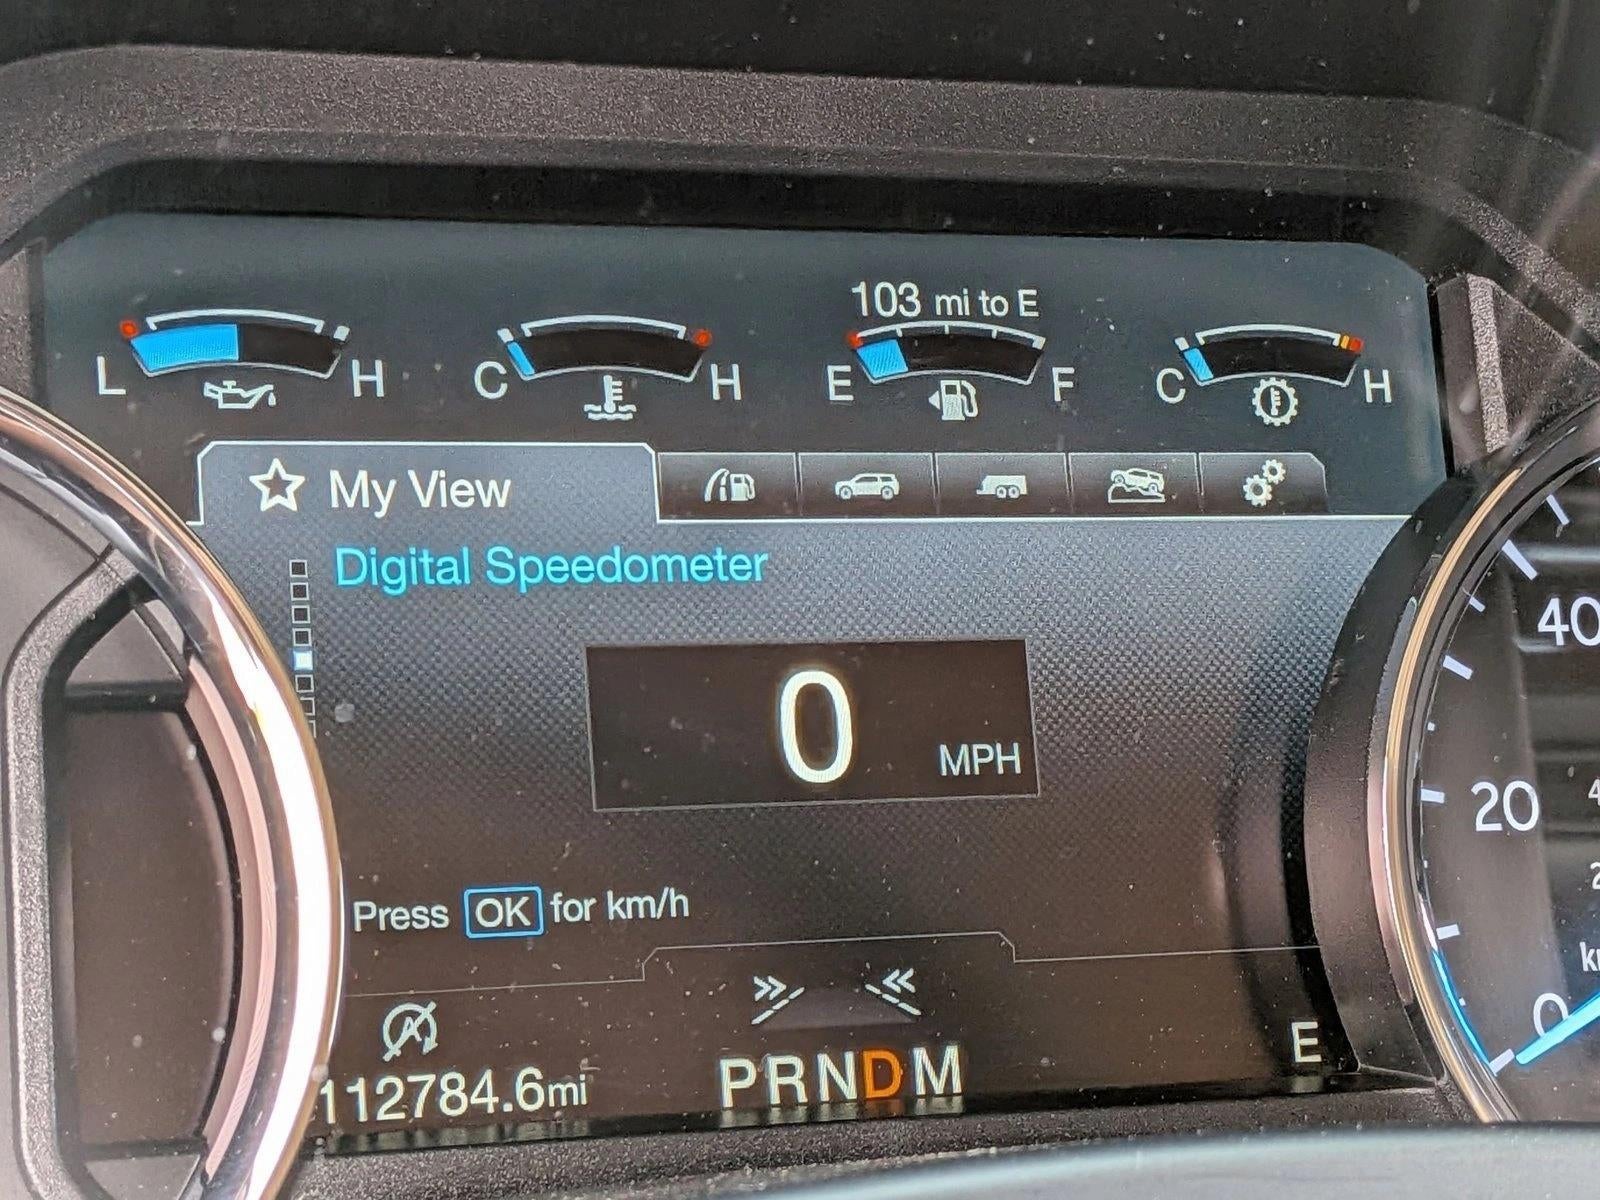 103 mi to E
L H C H E F C H
My View
Digital Speedometer
40
0 MPH
20
Press OK for km/h
0
E
PRNDM
112784.6mi